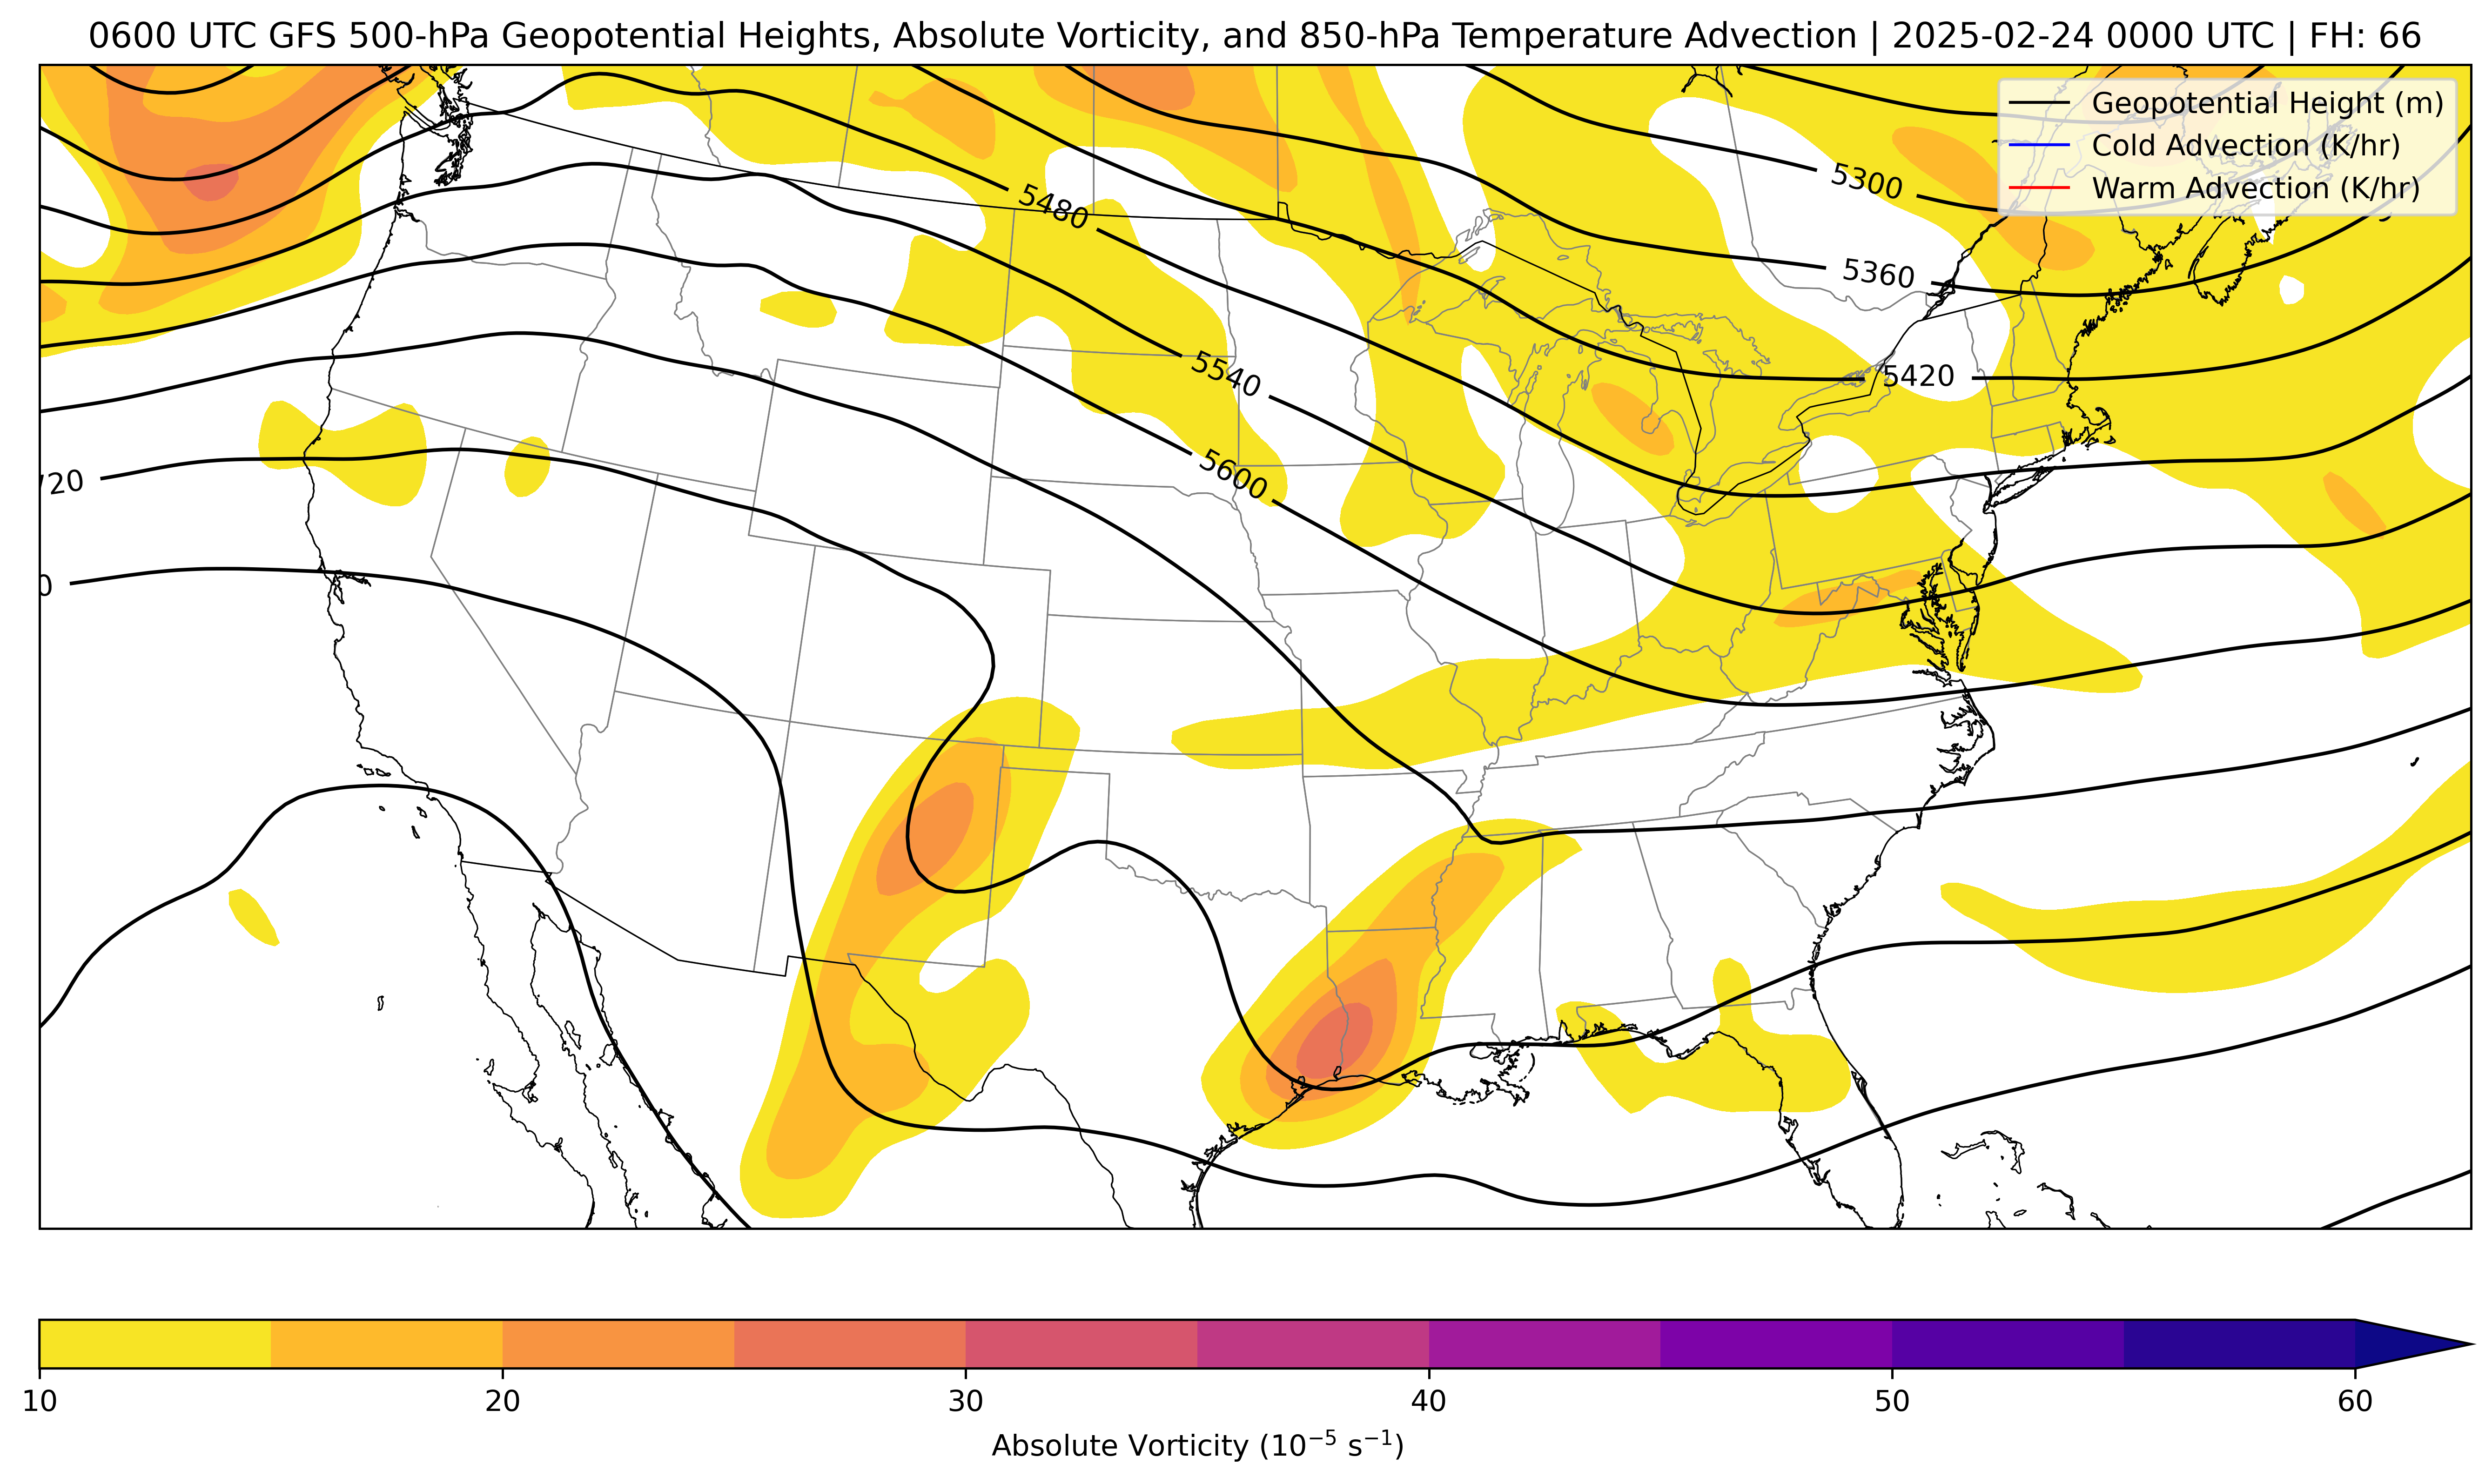 0600 UTC GFS 500-hPa Geopotential Heights, Absolute Vorticity, and 850-hPa Temperature Advection | 2025-02-24 0000 UTC | FH: 66
Geopotential Height (m)
Cold Advection (K/hr)
Warm Advection (K/hr)
5300
5480
5360
5540
5420
5600
20
0
10 20 30 40 50 60
Absolute Vorticity (10⁻⁵ s⁻¹)